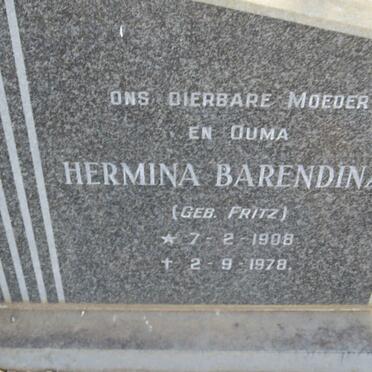 ONS DIERBARE MOEDER
EN OUMA
HERMINA BARENDINA
(GEB. FRITZ)
★ 7-2-1908
† 2-9-1978.